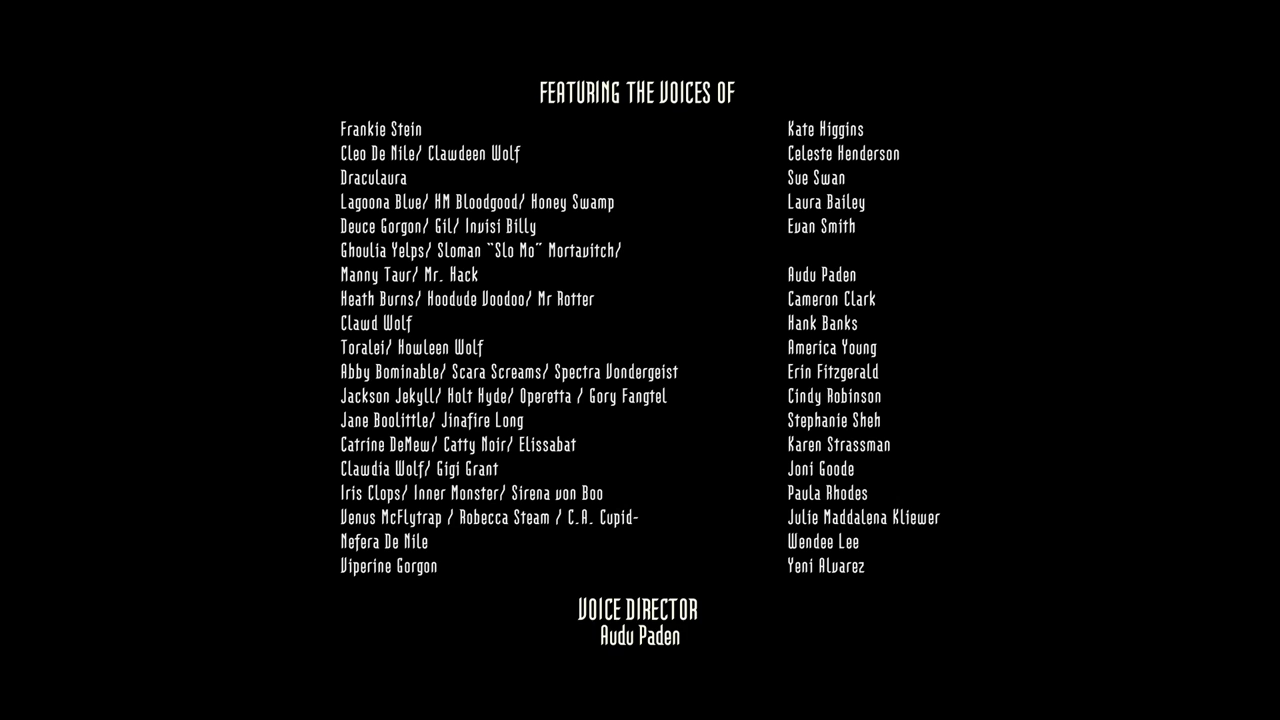 FEATURING THE VOICES OF
Frankie Stein Kate Higgins
Cleo De Nile/ Clawdeen Wolf Celeste Henderson
Draculaura Sue Swan
Lagoona Blue/ HM Bloodgood/ Honey Swamp Laura Bailey
Deuce Gorgon/ Gil/ Invisi Billy Evan Smith
Ghoulia Yelps/ Sloman “Slo Mo” Mortavitch/
Manny Taur/ Mr. Hack Audu Paden
Heath Burns/ Hoodude Voodoo/ Mr Rotter Cameron Clark
Clawd Wolf Hank Banks
Toralei/ Howleen Wolf America Young
Abby Bominable/ Scara Screams/ Spectra Vondergeist Erin Fitzgerald
Jackson Jekyll/ Holt Hyde/ Operetta / Gory Fangtel Cindy Robinson
Jane Boolittle/ Jinafire Long Stephanie Sheh
Catrine DeMew/ Catty Noir/ Elissabat Karen Strassman
Clawdia Wolf/ Gigi Grant Joni Goode
Iris Clops/ Inner Monster/ Sirena von Boo Paula Rhodes
Venus McFlytrap / Robecca Steam / C.A. Cupid- Julie Maddalena Kliewer
Nefera De Nile Wendee Lee
Viperine Gorgon Yeni Alvarez
VOICE DIRECTOR
Audu Paden